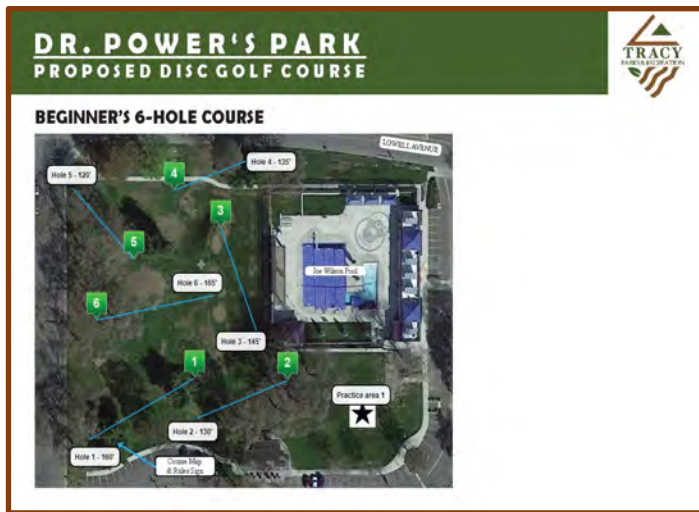 DR. POWER'S PARK
PROPOSED DISC GOLF COURSE
TRACY
PARKS & RECREATION
BEGINNER'S 6-HOLE COURSE
LOWELL AVENUE
Hole 4 - 135'
Hole 5 - 120'
4
3
5
Joe Wilson Pool
Hole 6 - 165'
6
Hole 3 - 145'
1
2
Practice area 1
Hole 2 - 130'
Hole 1 - 160'
Course Map
& Rules Sign